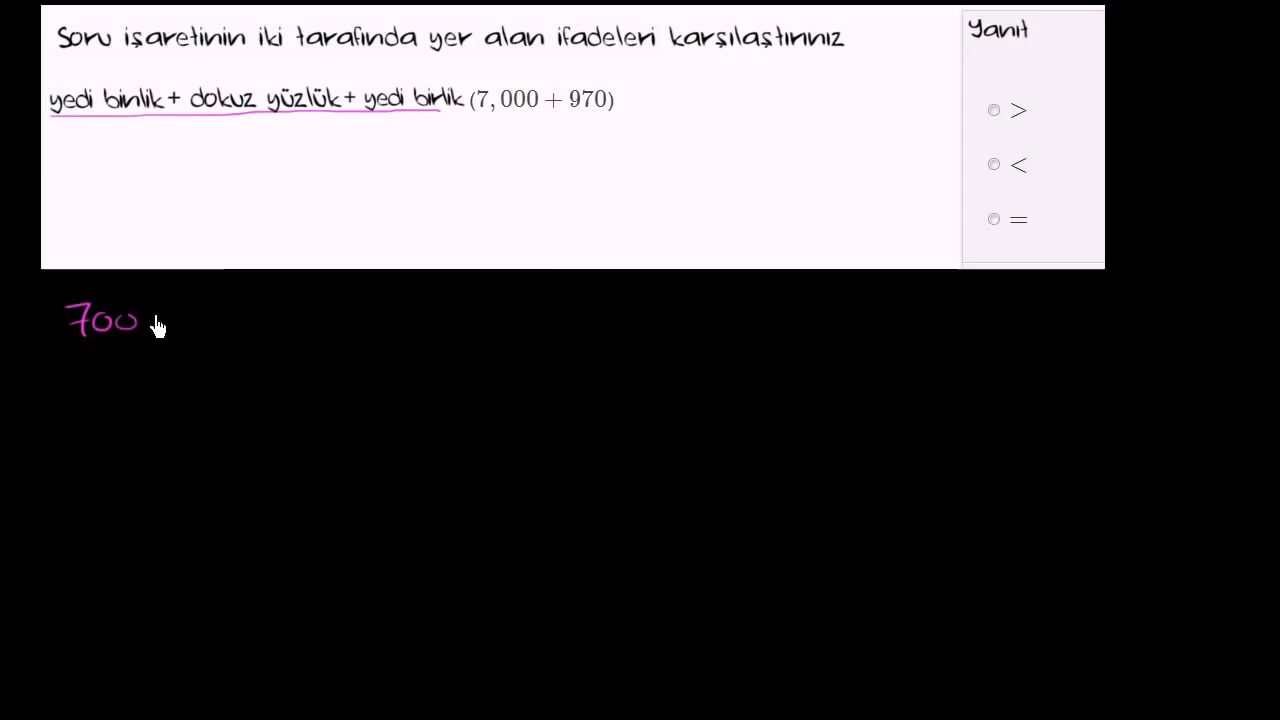 Soru işaretinin iki tarafında yer alan ifadeleri karşılaştırınız
yedi binlik + dokuz yüzlük + yedi birlik (7,000 + 970)
Yanıt
>
<
=
700